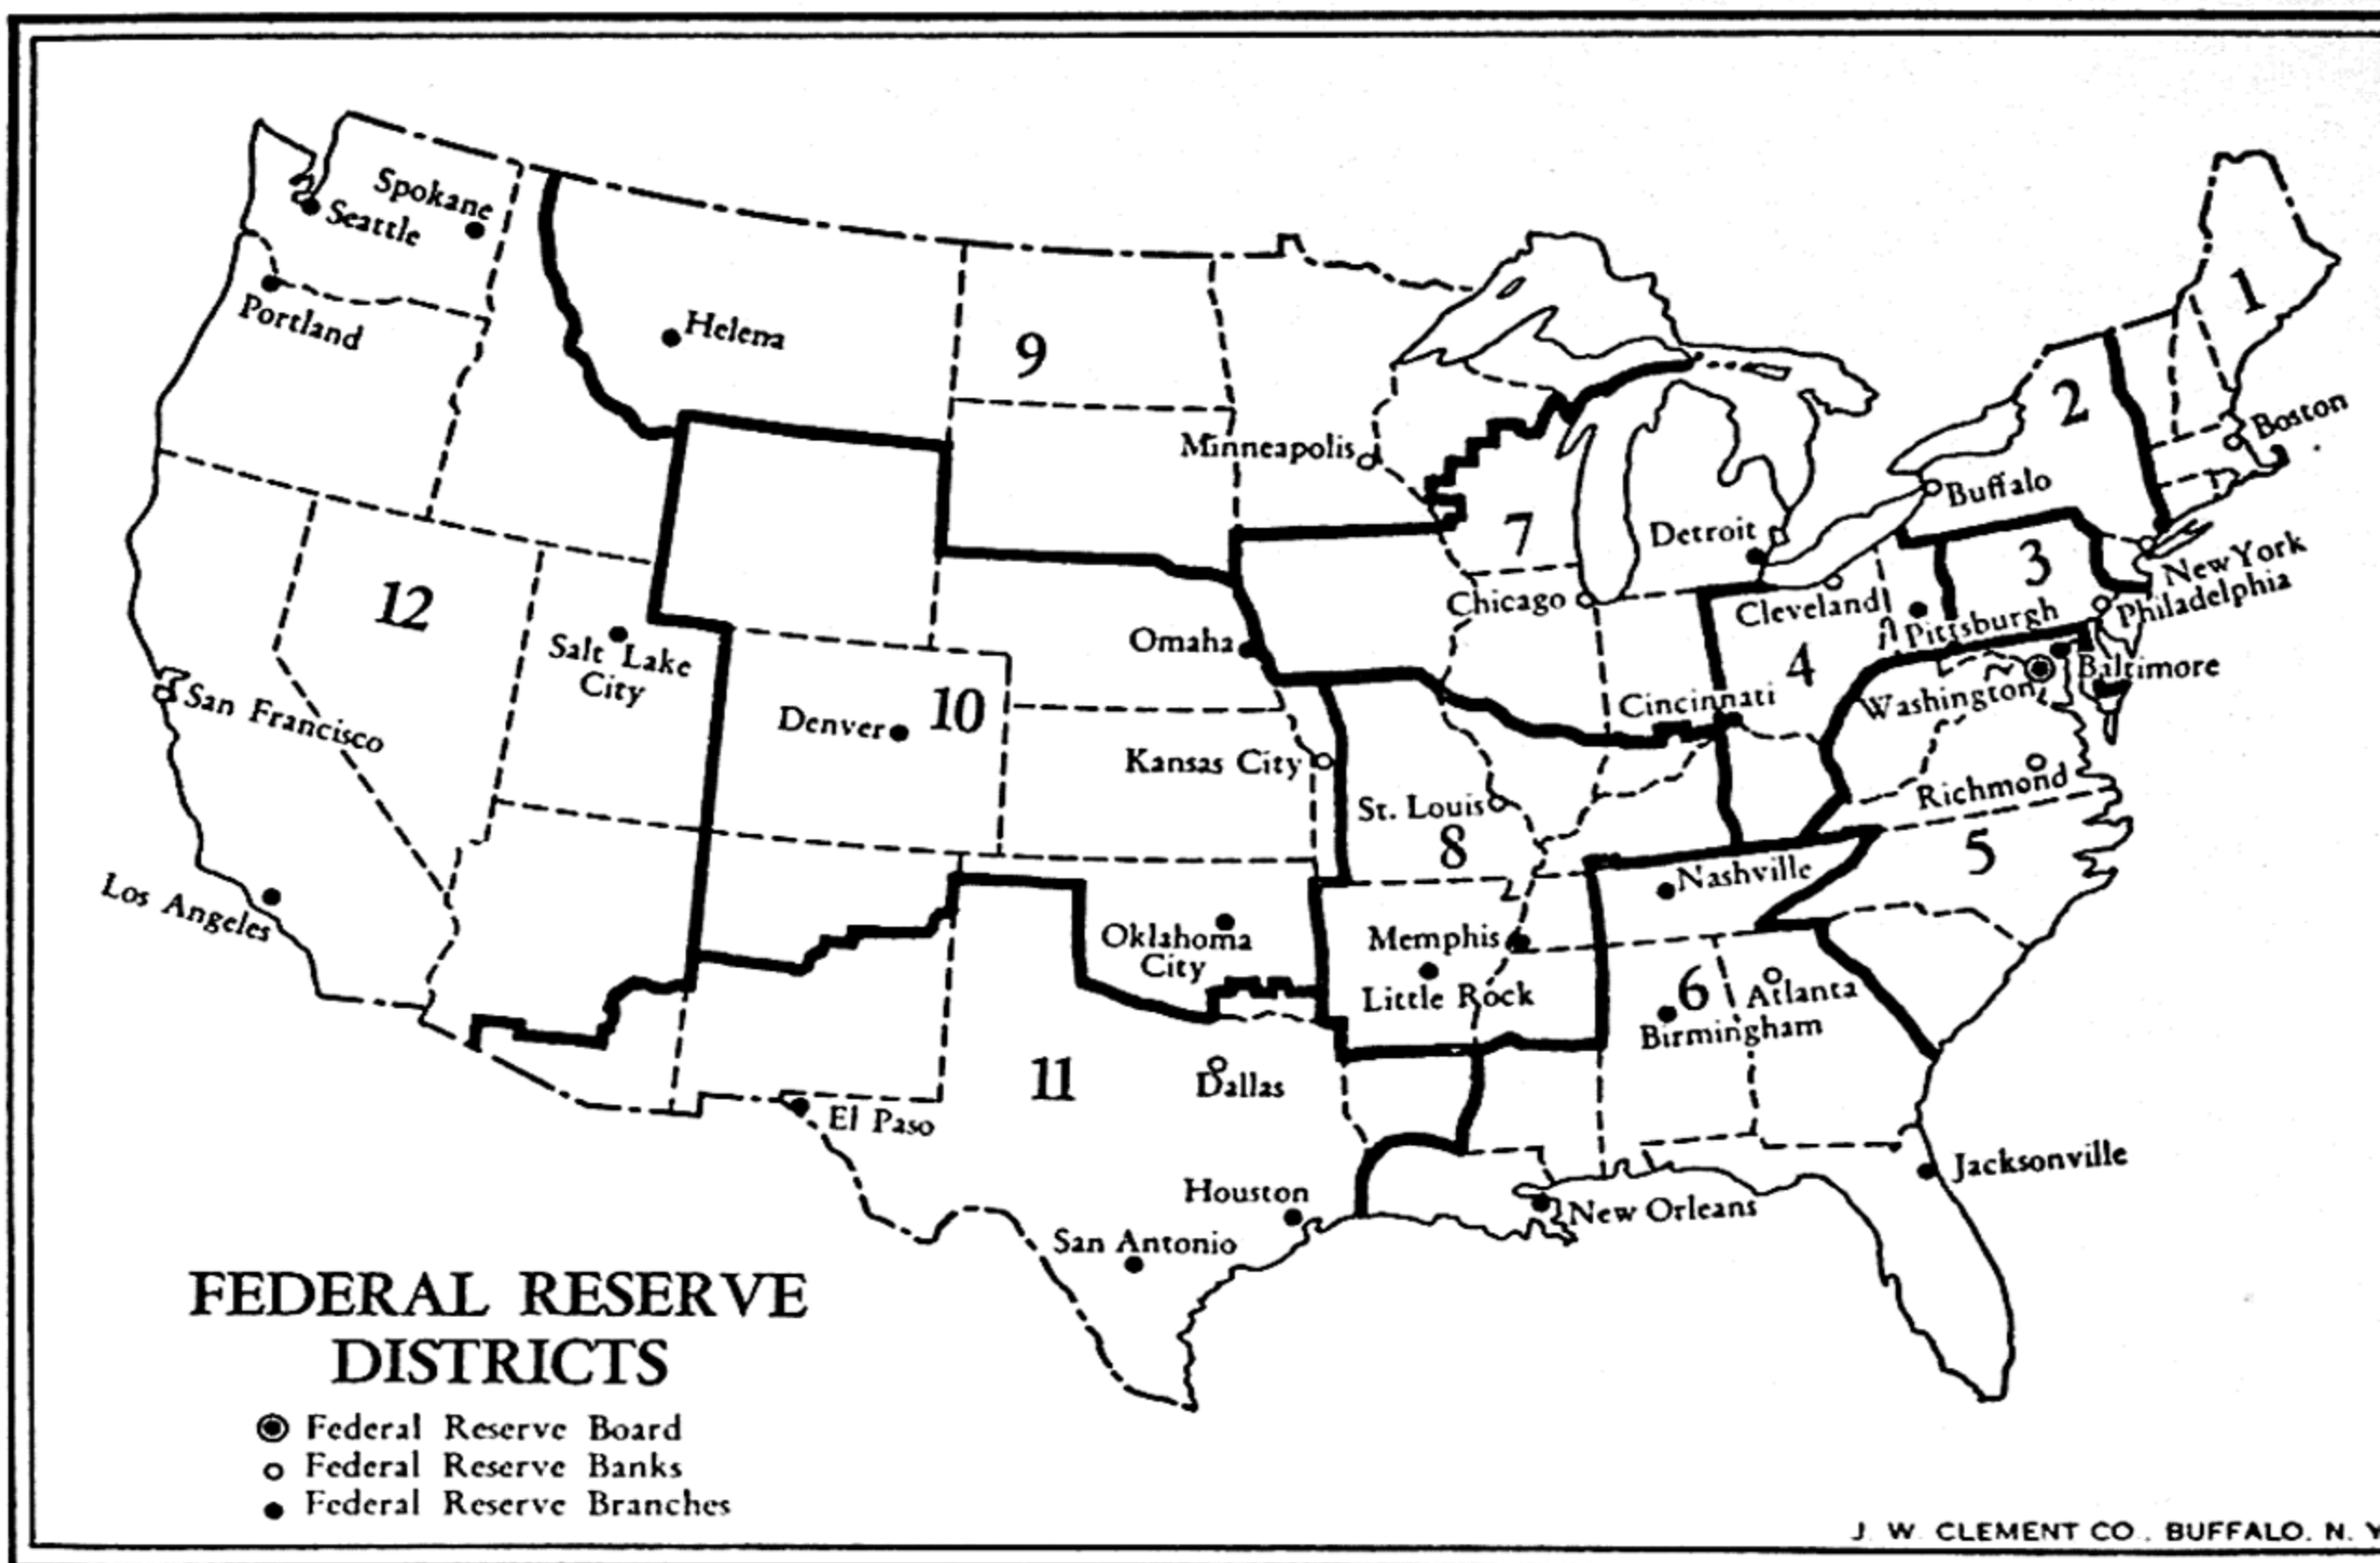 Spokane
Seattle
Portland
Helena
9
1
2
Boston
Minneapolis
Buffalo
7
Detroit
3
New York
12
Chicago
Cleveland
Philadelphia
Pittsburgh
Omaha
4
Baltimore
Salt Lake
City
San Francisco
10
Cincinnati
Washington
Denver
Kansas City
Richmond
St. Louis
8
5
Nashville
Los Angeles
Oklahoma
City
Memphis
Little Rock
6
Atlanta
Birmingham
11
Dallas
El Paso
Jacksonville
Houston
New Orleans
San Antonio
FEDERAL RESERVE
DISTRICTS
Federal Reserve Board
Federal Reserve Banks
Federal Reserve Branches
J. W. CLEMENT CO., BUFFALO, N. Y